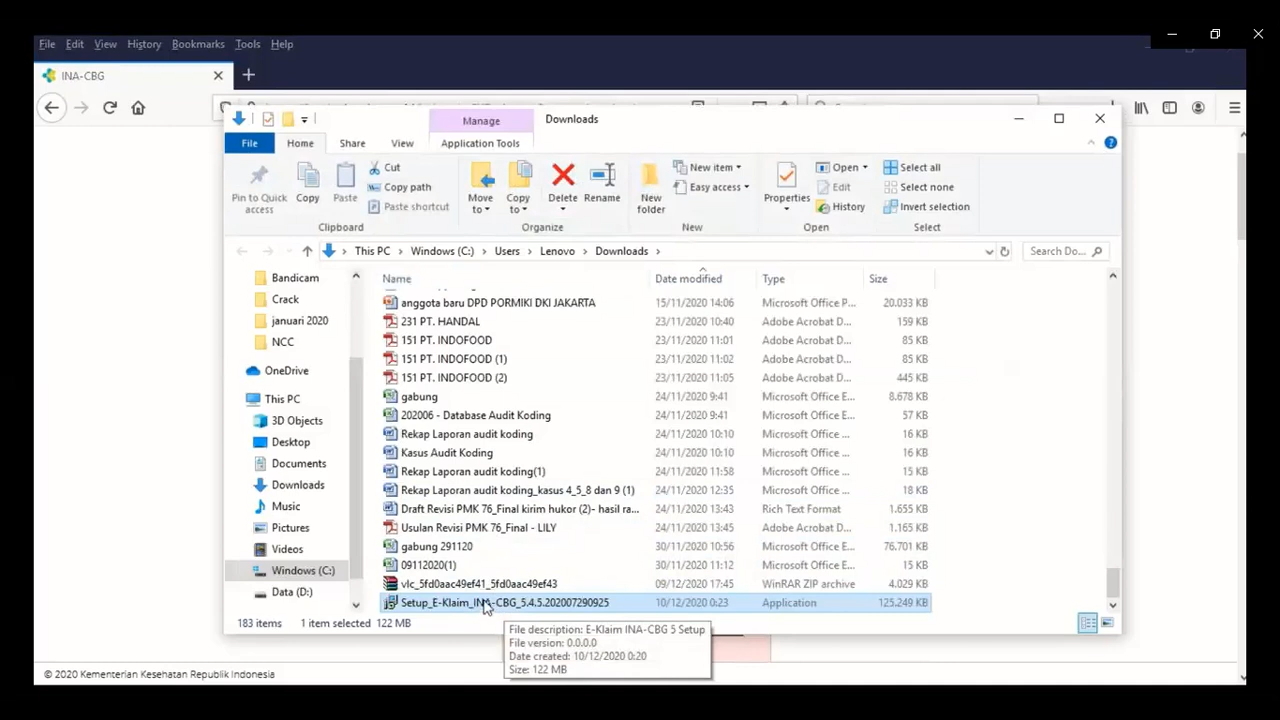 File Edit View History Bookmarks Tools Help
INA-CBG
Manage Downloads
File Home Share View Application Tools
Pin to Quick access
Copy
Paste
Cut
Copy path
Paste shortcut
Clipboard
Move to
Copy to
Delete
Rename
Organize
New folder
New item
Easy access
New
Properties
Open
Edit
History
Open
Select all
Select none
Invert selection
Select
This PC > Windows (C:) > Users > Lenovo > Downloads >
Search Do...
Bandicam
Crack
januari 2020
NCC
OneDrive
This PC
3D Objects
Desktop
Documents
Downloads
Music
Pictures
Videos
Windows (C:)
Data (D:)
Name Date modified Type Size
anggota baru DPD PORMIKI DKI JAKARTA 15/11/2020 14:06 Microsoft Office P... 20.033 KB
231 PT. HANDAL 23/11/2020 10:40 Adobe Acrobat D... 159 KB
151 PT. INDOFOOD 23/11/2020 11:01 Adobe Acrobat D... 85 KB
151 PT. INDOFOOD (1) 23/11/2020 11:02 Adobe Acrobat D... 85 KB
151 PT. INDOFOOD (2) 23/11/2020 11:05 Adobe Acrobat D... 445 KB
gabung 24/11/2020 9:41 Microsoft Office E... 8.678 KB
202006 - Database Audit Koding 24/11/2020 9:41 Microsoft Office E... 57 KB
Rekap Laporan audit koding 24/11/2020 10:10 Microsoft Office ... 16 KB
Kasus Audit Koding 24/11/2020 10:10 Microsoft Office ... 16 KB
Rekap Laporan audit koding(1) 24/11/2020 11:58 Microsoft Office ... 15 KB
Rekap Laporan audit koding_kasus 4_5_8 dan 9 (1) 24/11/2020 12:35 Microsoft Office ... 18 KB
Draft Revisi PMK 76_Final kirim hukor (2)- hasil ra... 24/11/2020 13:43 Rich Text Format 1.655 KB
Usulan Revisi PMK 76_Final - LILY 24/11/2020 13:45 Adobe Acrobat D... 1.165 KB
gabung 291120 30/11/2020 10:56 Microsoft Office E... 76.701 KB
09112020(1) 30/11/2020 11:12 Microsoft Office E... 15 KB
vlc_5fd0aac49ef41_5fd0aac49ef43 09/12/2020 17:45 WinRAR ZIP archive 4.029 KB
Setup_E-Klaim_INA-CBG_5.4.5.202007290925 10/12/2020 0:23 Application 125.249 KB
183 items 1 item selected 122 MB
File description: E-Klaim INA-CBG 5 Setup
File version: 0.0.0.0
Date created: 10/12/2020 0:20
Size: 122 MB
© 2020 Kementerian Kesehatan Republik Indonesia